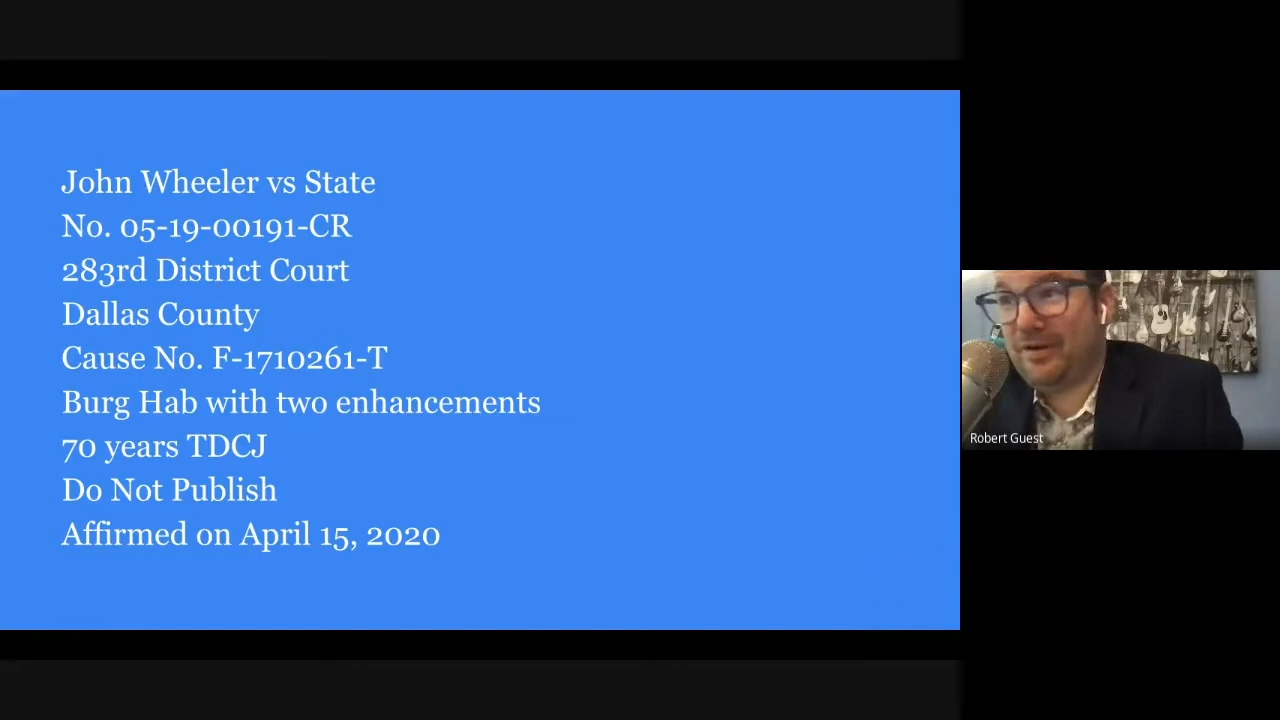 John Wheeler vs State
No. 05-19-00191-CR
283rd District Court
Dallas County
Cause No. F-1710261-T
Burg Hab with two enhancements
70 years TDCJ
Do Not Publish
Affirmed on April 15, 2020
Robert Guest